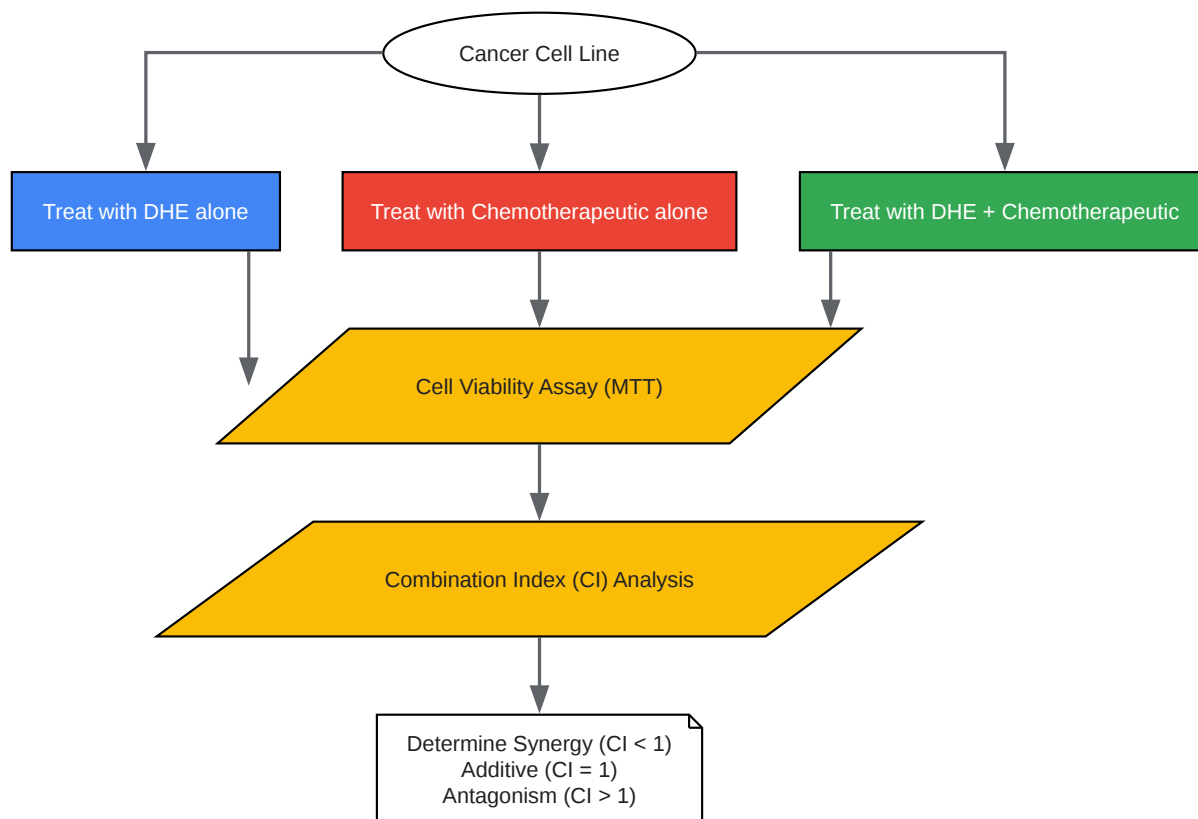 Cancer Cell Line
Treat with DHE alone
Treat with Chemotherapeutic alone
Treat with DHE + Chemotherapeutic
Cell Viability Assay (MTT)
Combination Index (CI) Analysis
Determine Synergy (CI < 1)
Additive (CI = 1)
Antagonism (CI > 1)